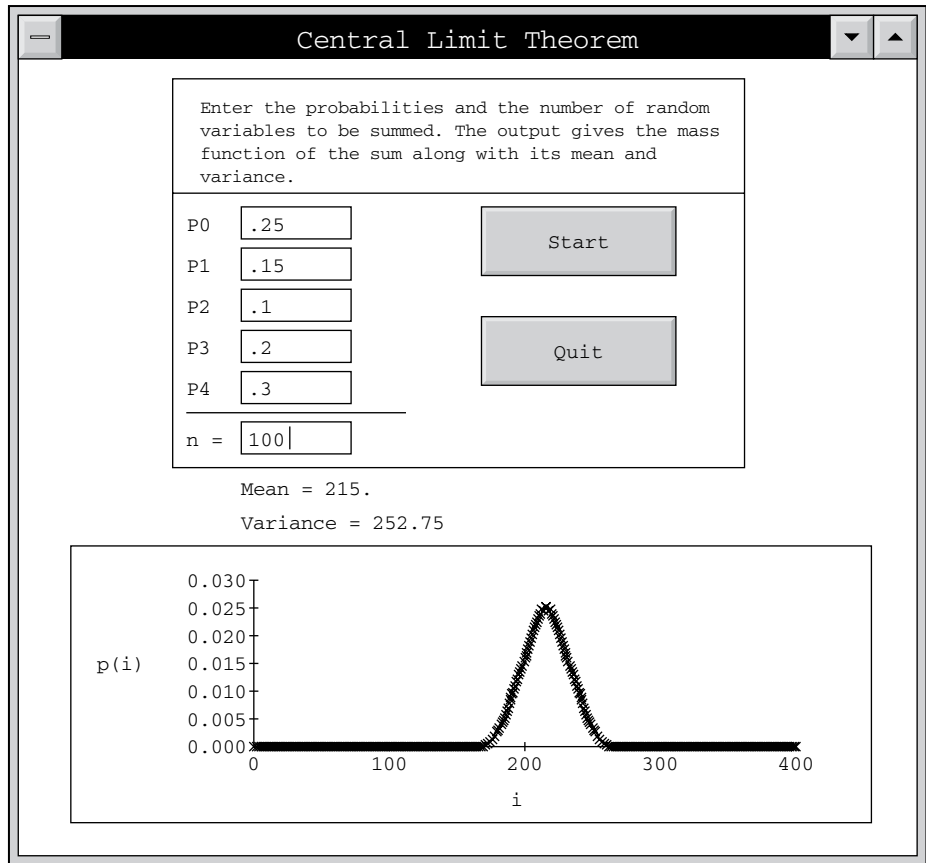 Central Limit Theorem
Enter the probabilities and the number of random
variables to be summed. The output gives the mass
function of the sum along with its mean and
variance.
P0 .25
Start
P1 .15
P2 .1
P3 .2
Quit
P4 .3
n = 100
Mean = 215.
Variance = 252.75
0.030
0.025
0.020
p(i) 0.015
0.010
0.005
0.000
0 100 200 300 400
i